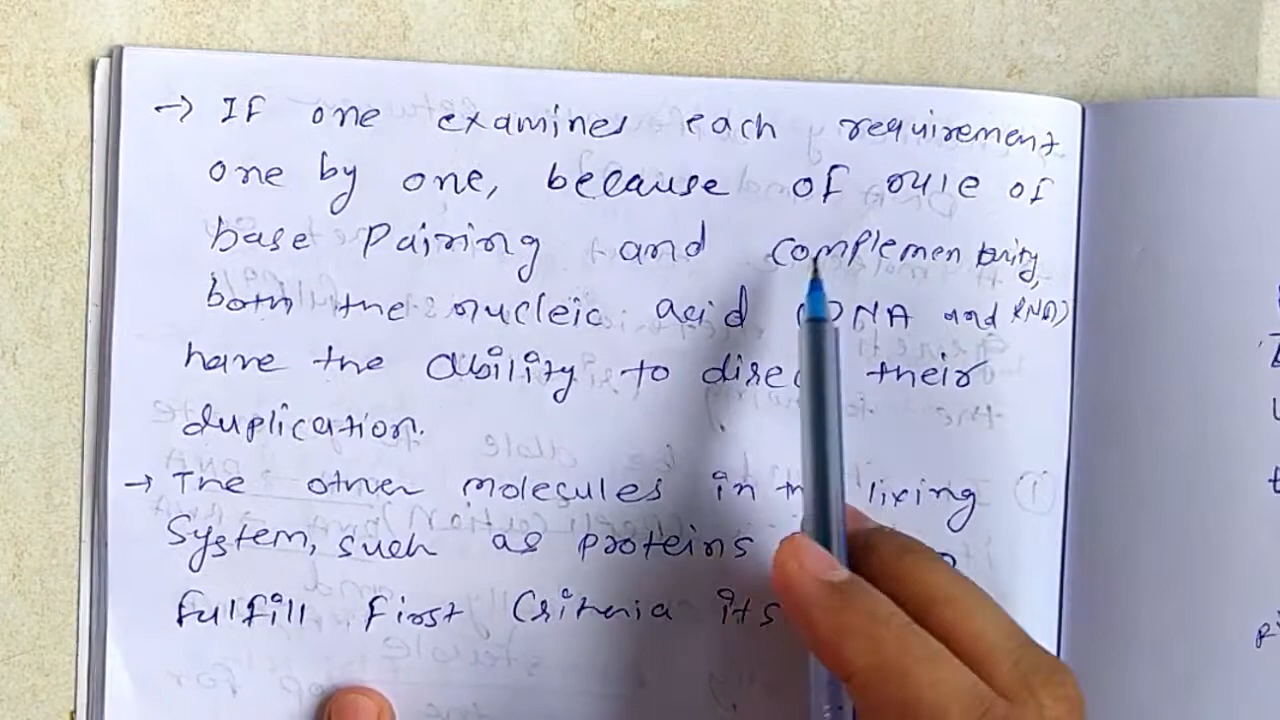 → If one examines each requirement
one by one, because of rule of
base pairing and complementarity,
both the nucleic acid (DNA and RNA)
have the ability to direct their
duplication.
→ The other molecules in the living
System, such as proteins
fulfill first Criteria its